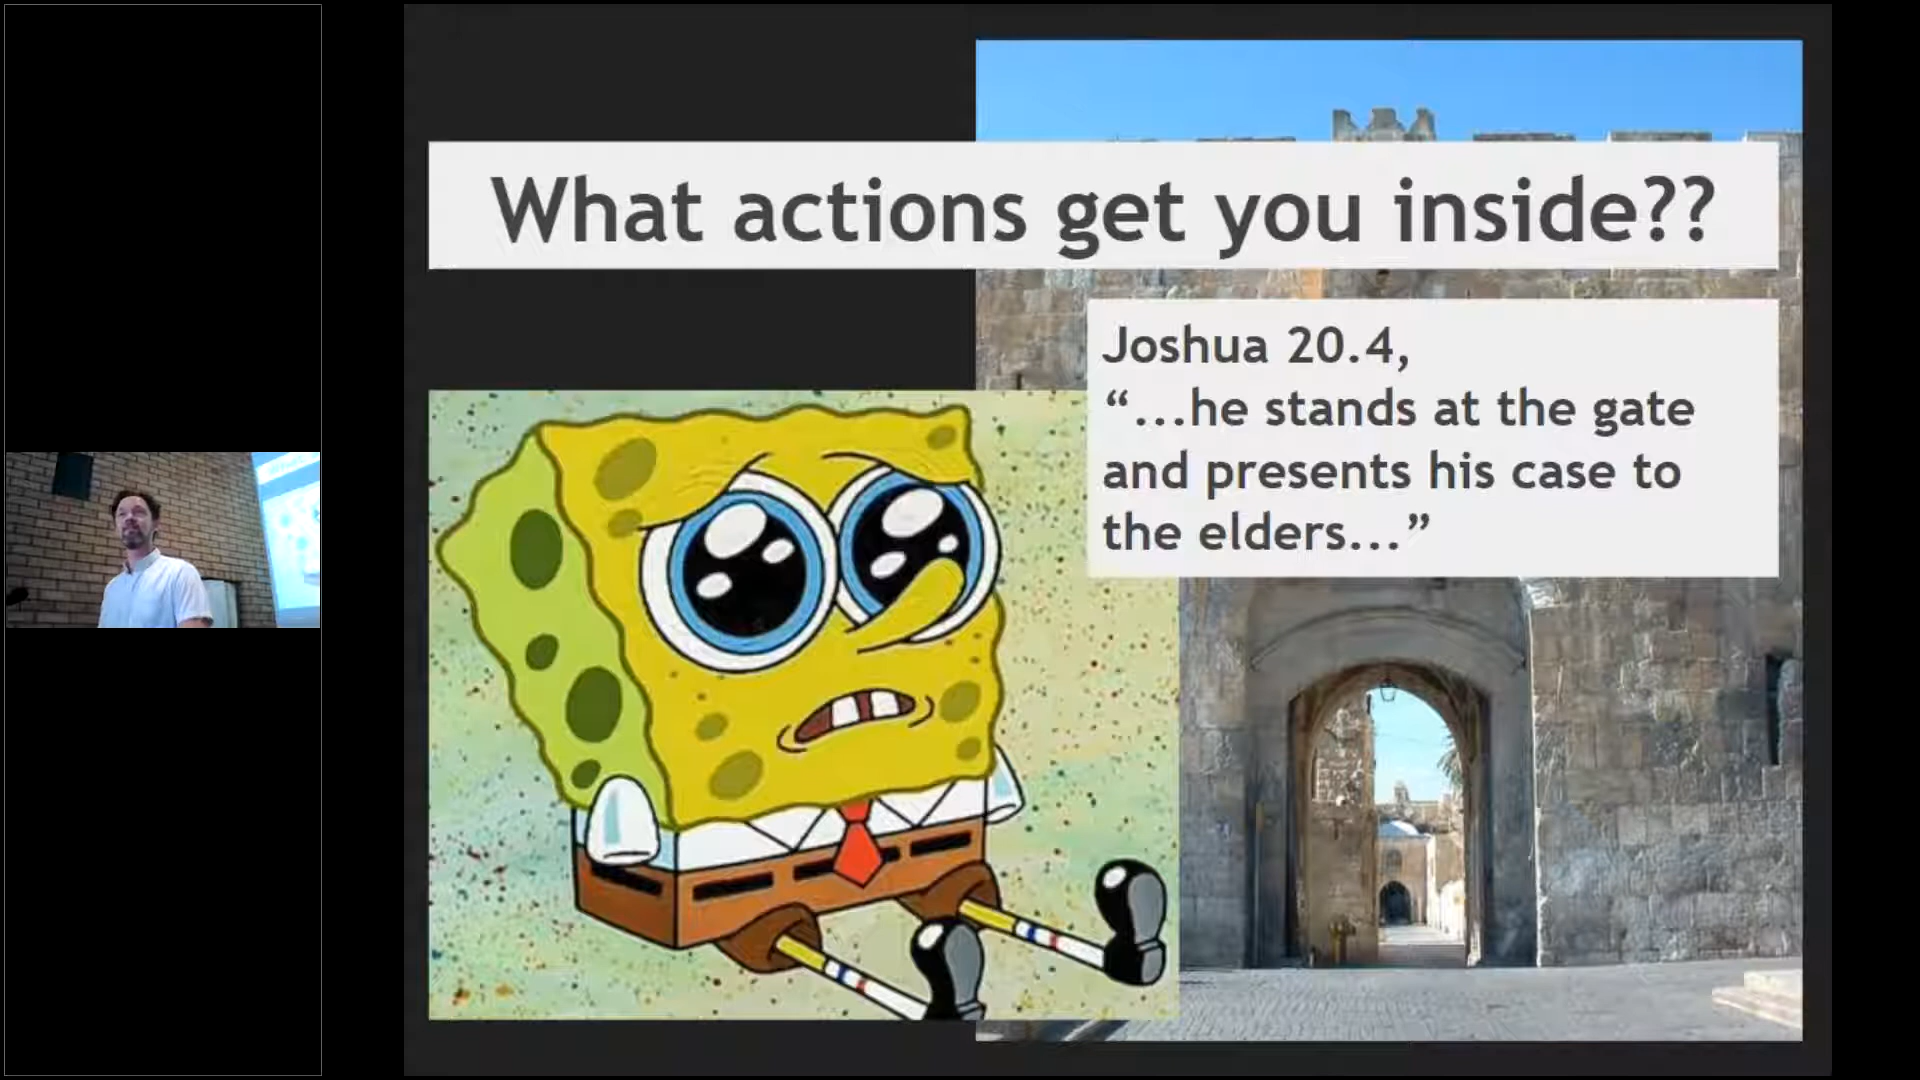 What actions get you inside??
Joshua 20.4,
“...he stands at the gate
and presents his case to
the elders...”